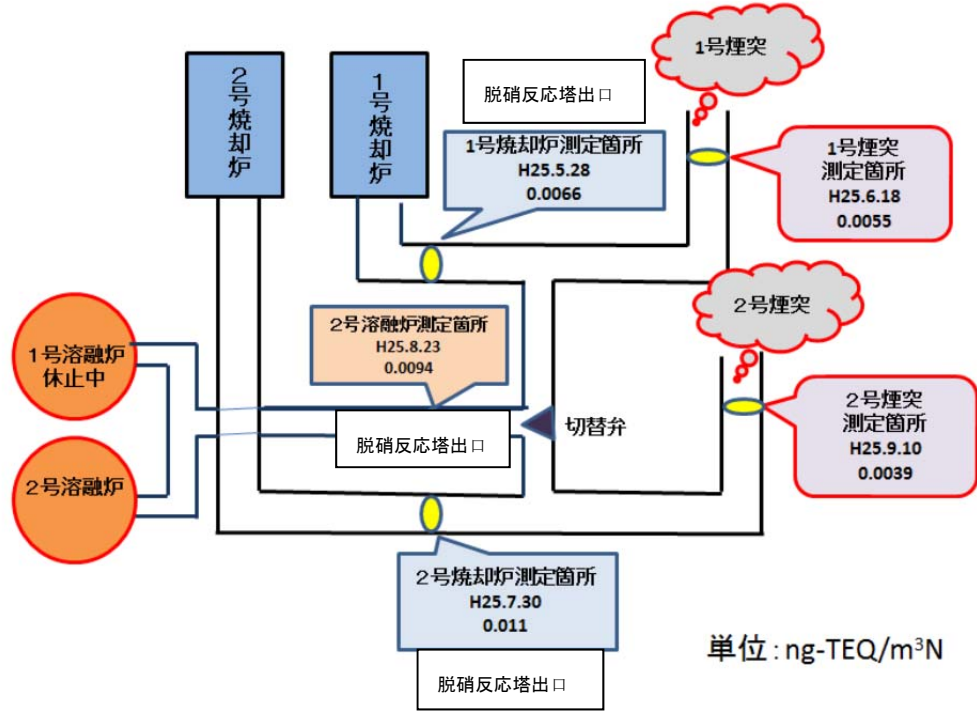 1号煙突
2号焼却炉
1号焼却炉
脱硝反応塔出口
1号焼却炉測定箇所
H25.5.28
0.0066
1号煙突
測定箇所
H25.6.18
0.0055
2号煙突
2号溶融炉測定箇所
H25.8.23
0.0094
1号溶融炉
休止中
脱硝反応塔出口
切替弁
2号煙突
測定箇所
H25.9.10
0.0039
2号溶融炉
2号焼却炉測定箇所
H25.7.30
0.011
脱硝反応塔出口
単位:ng-TEQ/m³N